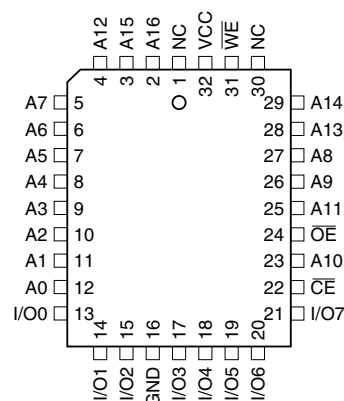 A12 A15 A16 NC VCC W̅E̅ NC
4 3 2 1 32 31 30
A7 5 29 A14
A6 6 28 A13
A5 7 27 A8
A4 8 26 A9
A3 9 25 A11
A2 10 24 O̅E̅
A1 11 23 A10
A0 12 22 C̅E̅
I/O0 13 21 I/O7
14 15 16 17 18 19 20
I/O1 I/O2 GND I/O3 I/O4 I/O5 I/O6